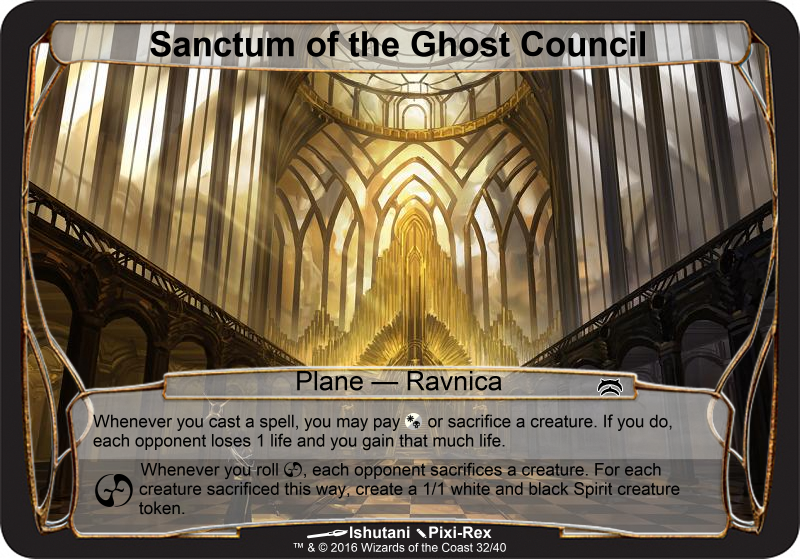 Sanctum of the Ghost Council
Plane — Ravnica
Whenever you cast a spell, you may pay or sacrifice a creature. If you do,
each opponent loses 1 life and you gain that much life.
Whenever you roll , each opponent sacrifices a creature. For each
creature sacrificed this way, create a 1/1 white and black Spirit creature
token.
Ishutani Pixi-Rex
™ & © 2016 Wizards of the Coast 32/40